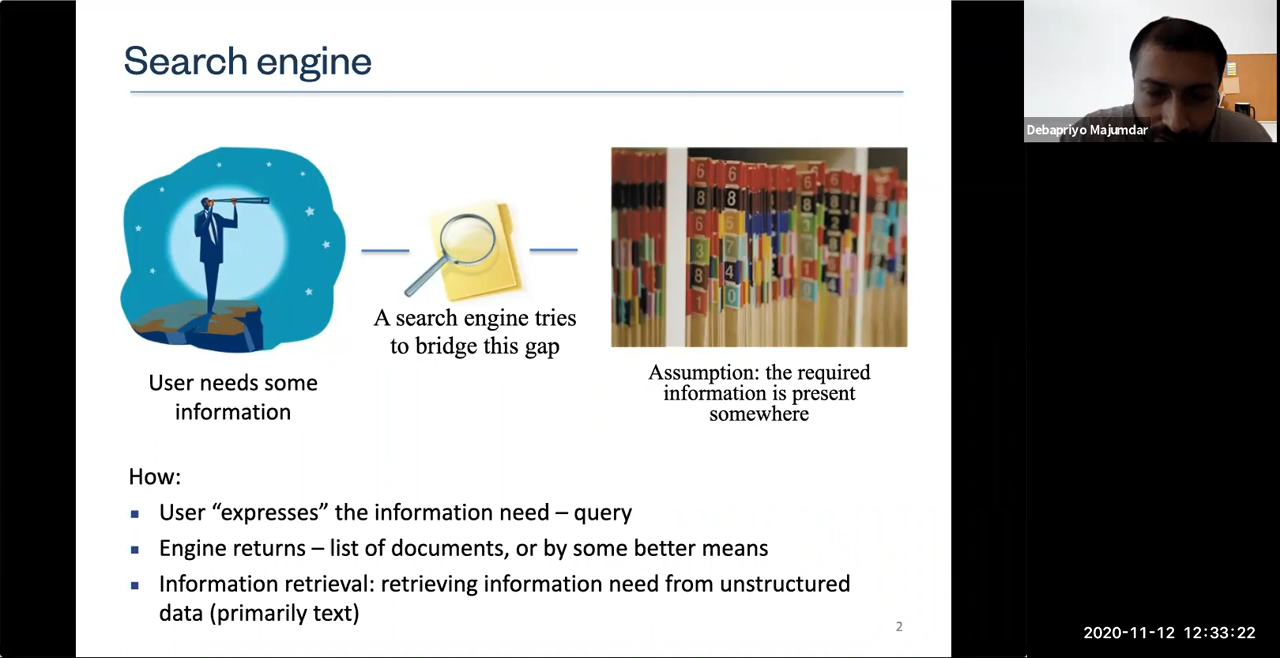 Search engine
A search engine tries
to bridge this gap
User needs some
information
Assumption: the required
information is present
somewhere
How:
▪ User “expresses” the information need – query
▪ Engine returns – list of documents, or by some better means
▪ Information retrieval: retrieving information need from unstructured
data (primarily text)
2
Debapriyo Majumdar
2020-11-12 12:33:22